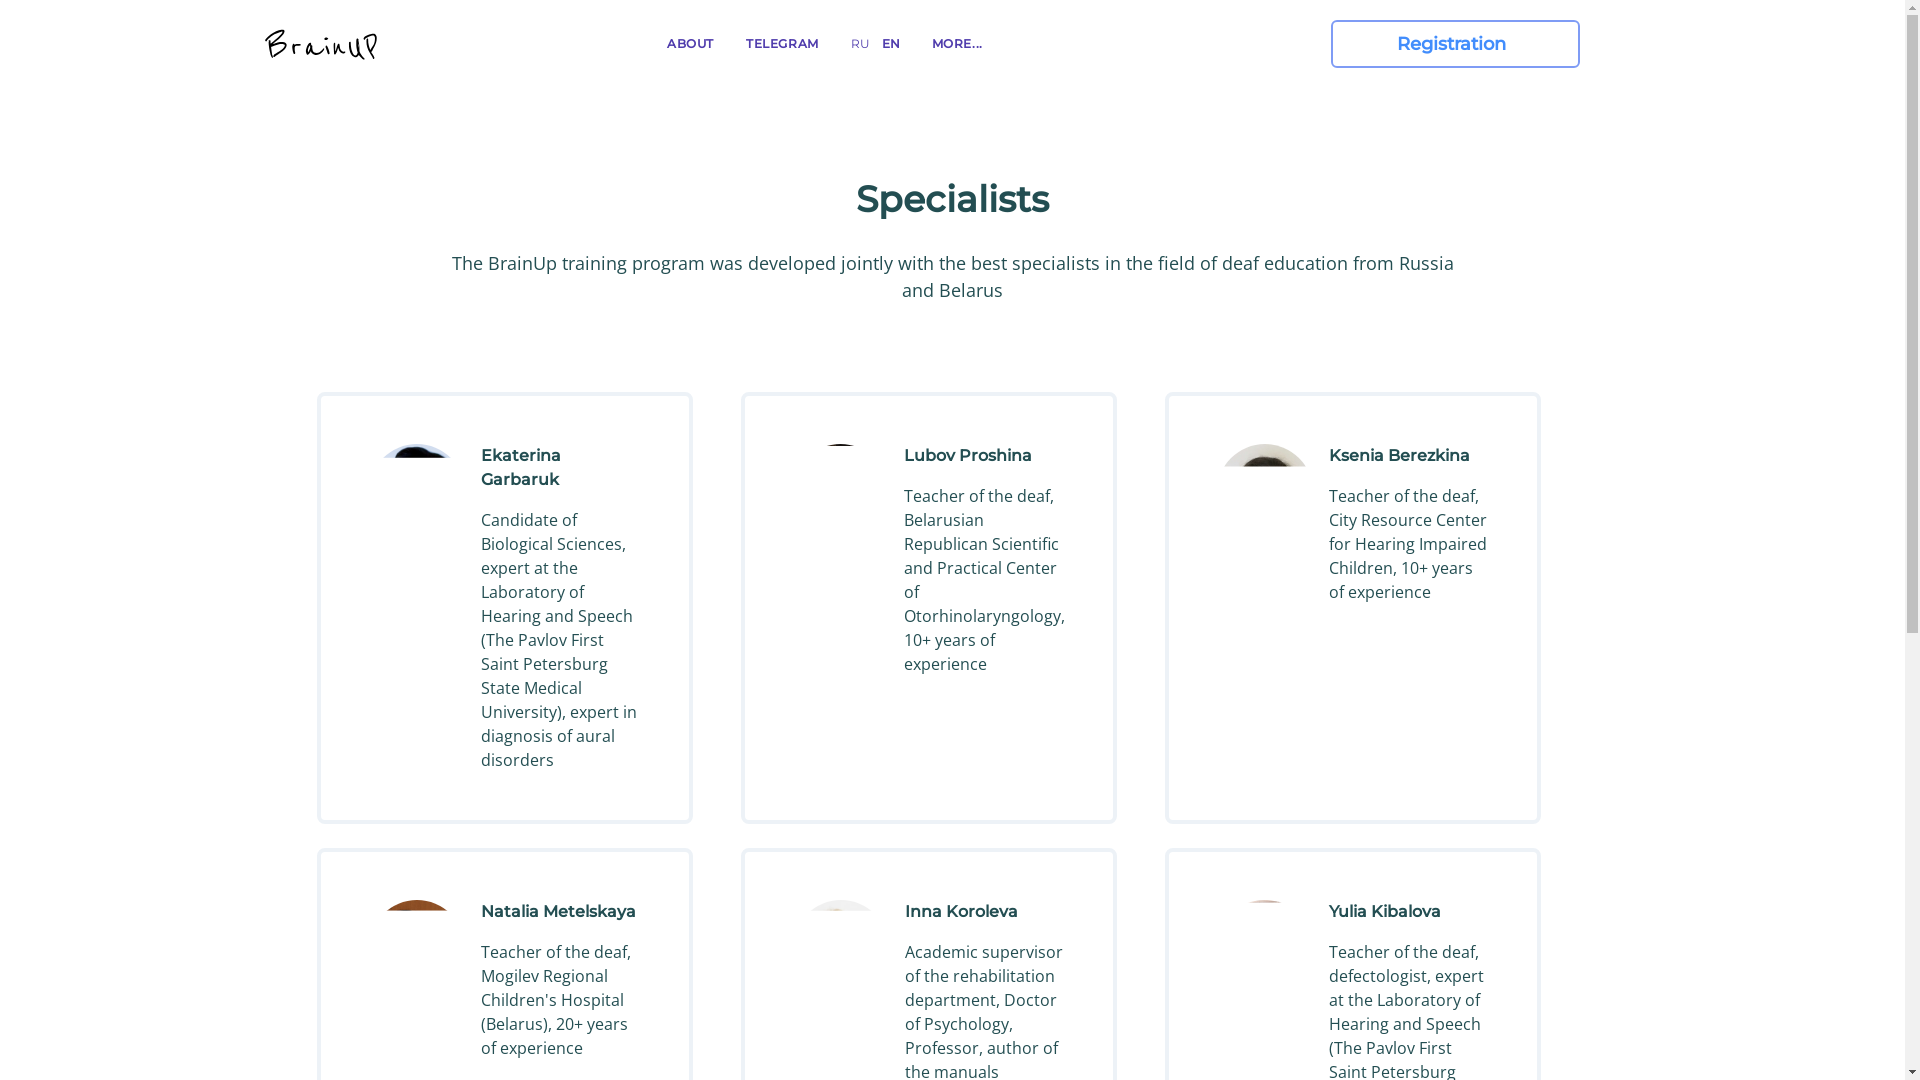 BrainUP
ABOUT
TELEGRAM
RU
EN
MORE...
Registration
Specialists
The BrainUp training program was developed jointly with the best specialists in the field of deaf education from Russia
and Belarus
Ekaterina
Garbaruk
Candidate of
Biological Sciences,
expert at the
Laboratory of
Hearing and Speech
(The Pavlov First
Saint Petersburg
State Medical
University), expert in
diagnosis of aural
disorders
Lubov Proshina
Teacher of the deaf,
Belarusian
Republican Scientific
and Practical Center
of
Otorhinolaryngology,
10+ years of
experience
Ksenia Berezkina
Teacher of the deaf,
City Resource Center
for Hearing Impaired
Children, 10+ years
of experience
Natalia Metelskaya
Teacher of the deaf,
Mogilev Regional
Children's Hospital
(Belarus), 20+ years
of experience
Inna Koroleva
Academic supervisor
of the rehabilitation
department, Doctor
of Psychology,
Professor, author of
the manuals
Yulia Kibalova
Teacher of the deaf,
defectologist, expert
at the Laboratory of
Hearing and Speech
(The Pavlov First
Saint Petersburg